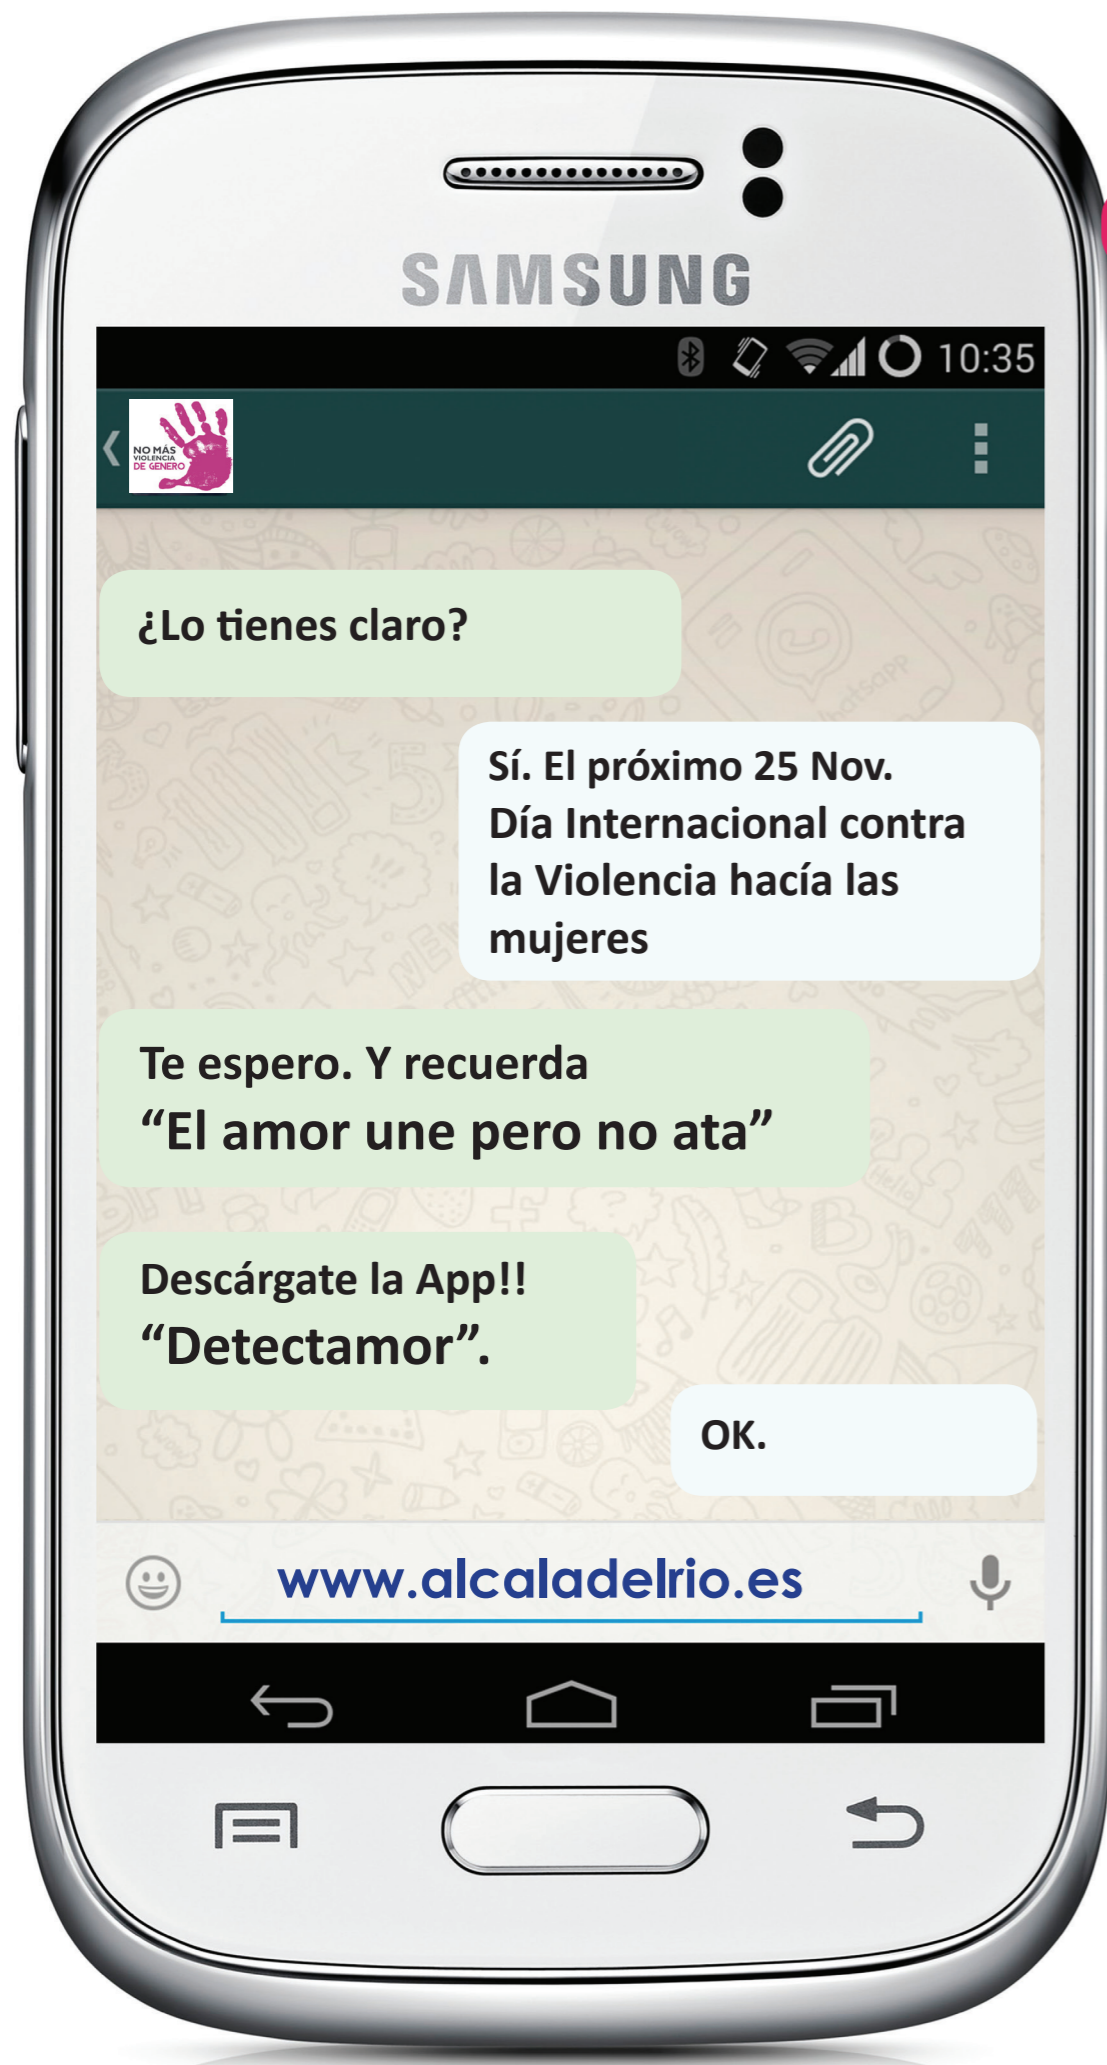 SAMSUNG
10:35
NO MÁS
VIOLENCIA
DE GENERO
¿Lo tienes claro?
Sí. El próximo 25 Nov.
Día Internacional contra
la Violencia hacía las
mujeres
Te espero. Y recuerda
“El amor une pero no ata”
Descárgate la App!!
“Detectamor”.
OK.
www.alcaladelrio.es